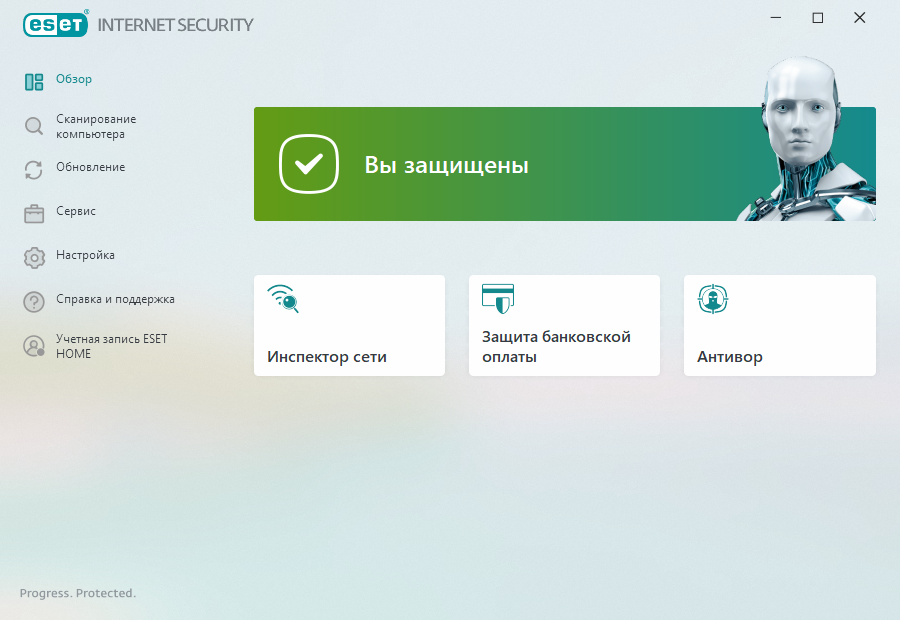 eset® INTERNET SECURITY
Обзор
Сканирование
компьютера
Обновление
Сервис
Настройка
Справка и поддержка
Учетная запись ESET
HOME
Вы защищены
Инспектор сети
Защита банковской
оплаты
Антивор
Progress. Protected.